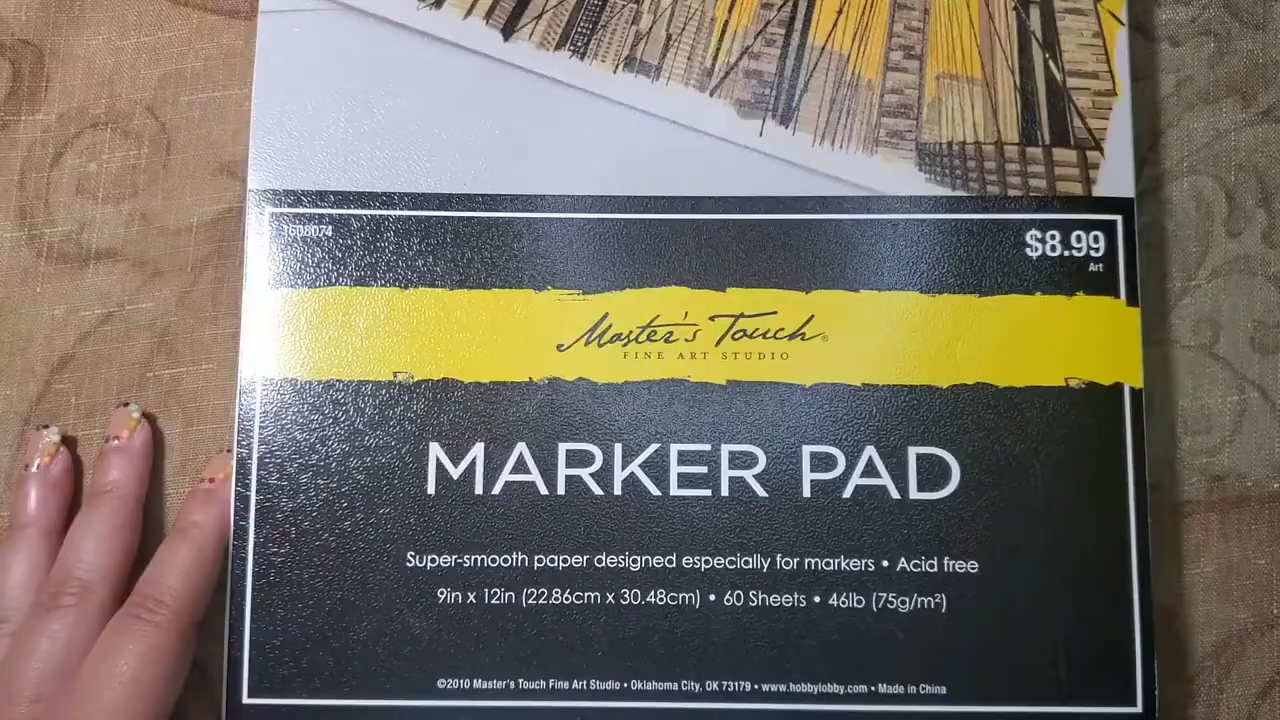 1608074
$8.99
Art
Master's Touch®
FINE ART STUDIO
MARKER PAD
Super-smooth paper designed especially for markers • Acid free
9in x 12in (22.86cm x 30.48cm) • 60 Sheets • 46lb (75g/m²)
©2010 Master's Touch Fine Art Studio • Oklahoma City, OK 73179 • www.hobbylobby.com • Made in China